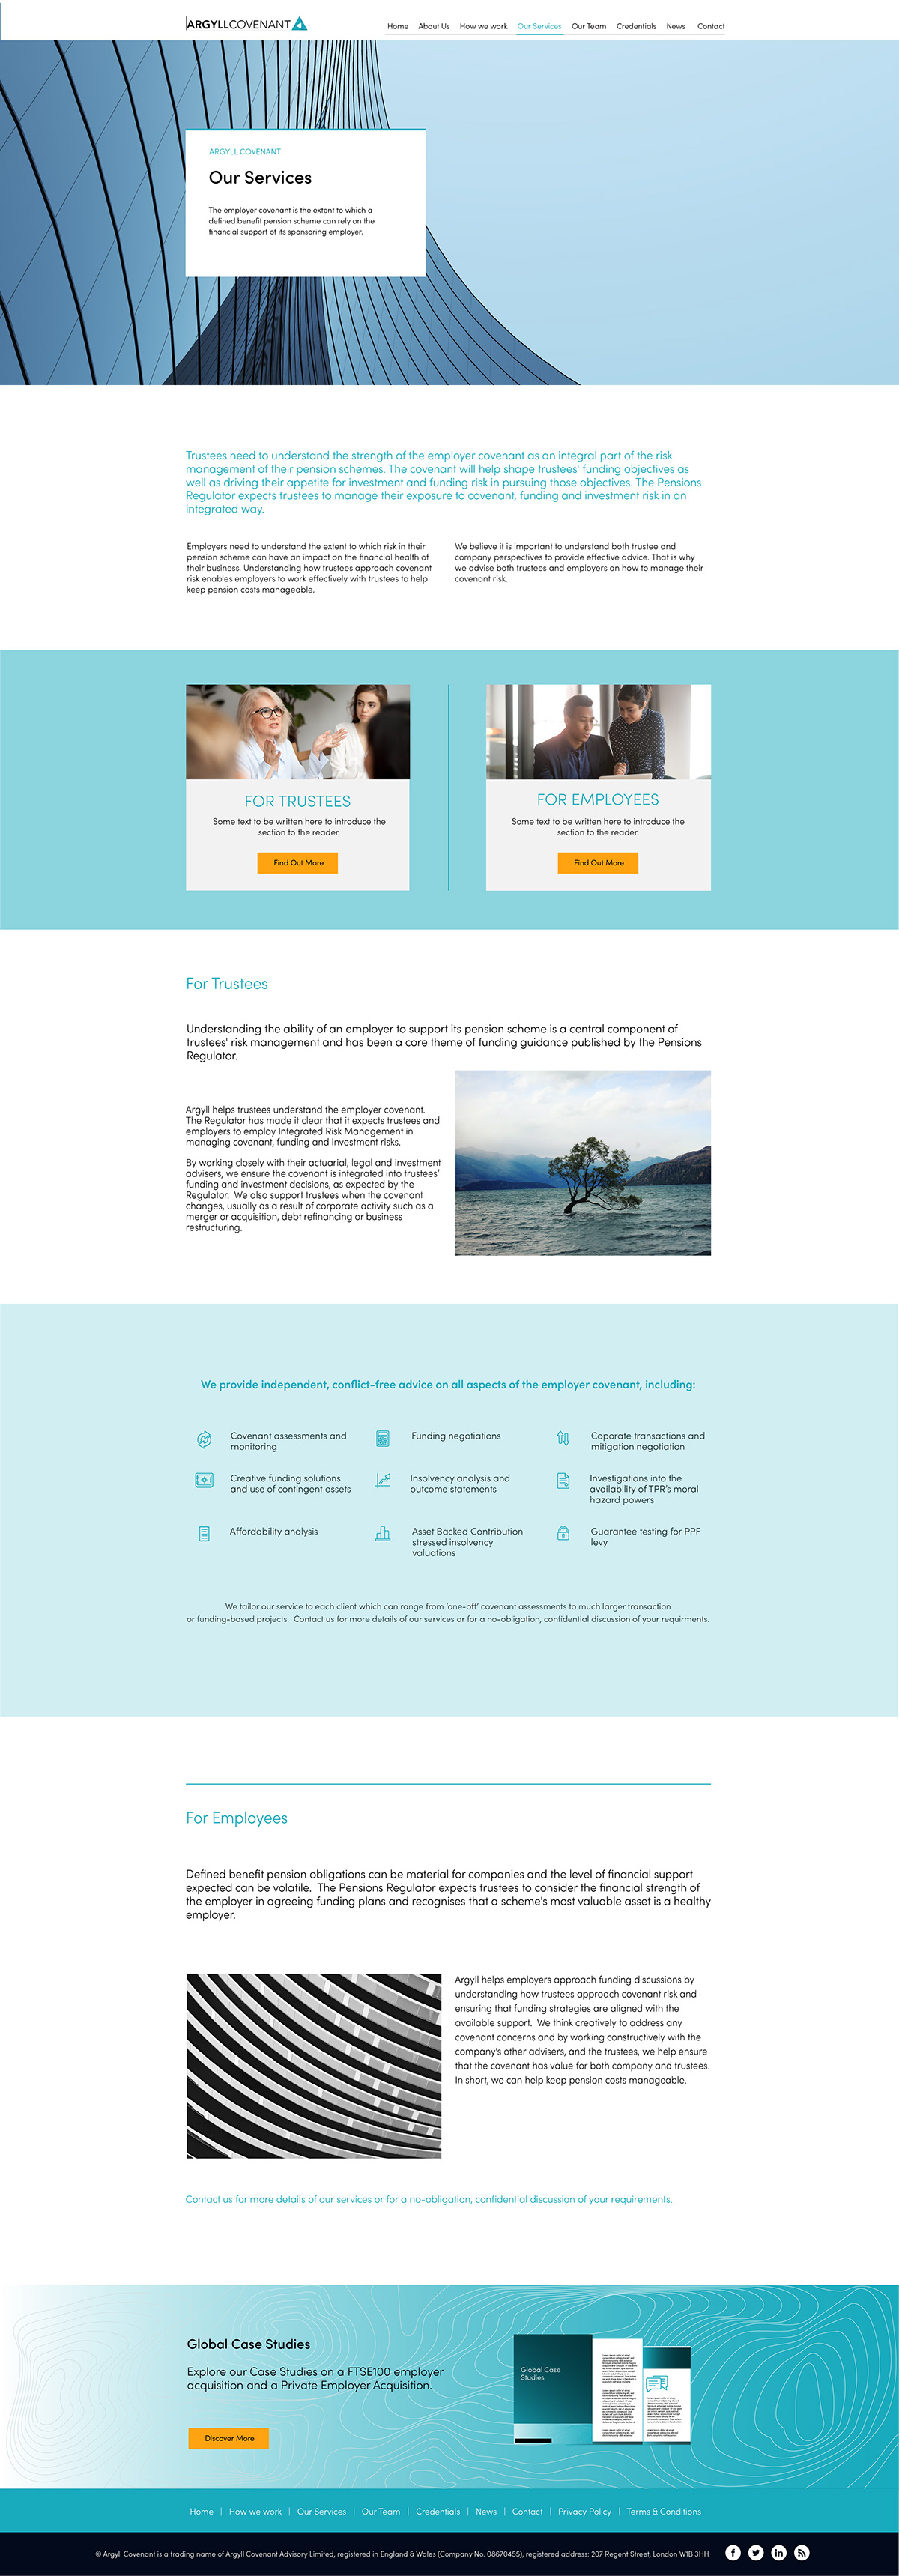 ARGYLLCOVENANT
Home About Us How we work Our Services Our Team Credentials News Contact
ARGYLL COVENANT
Our Services
The employer covenant is the extent to which a
defined benefit pension scheme can rely on the
financial support of its sponsoring employer.
Trustees need to understand the strength of the employer covenant as an integral part of the risk
management of their pension schemes. The covenant will help shape trustees' funding objectives as
well as driving their appetite for investment and funding risk in pursuing those objectives. The Pensions
Regulator expects trustees to manage their exposure to covenant, funding and investment risk in an
integrated way.
Employers need to understand the extent to which risk in their
pension scheme can have an impact on the financial health of
their business. Understanding how trustees approach covenant
risk enables employers to work effectively with trustees to help
keep pension costs manageable.
We believe it is important to understand both trustee and
company perspectives to provide effective advice. That is why
we advise both trustees and employers on how to manage their
covenant risk.
FOR TRUSTEES
Some text to be written here to introduce the
section to the reader.
Find Out More
FOR EMPLOYEES
Some text to be written here to introduce the
section to the reader.
Find Out More
For Trustees
Understanding the ability of an employer to support its pension scheme is a central component of
trustees' risk management and has been a core theme of funding guidance published by the Pensions
Regulator.
Argyll helps trustees understand the employer covenant.
The Regulator has made it clear that it expects trustees and
employers to employ Integrated Risk Management in
managing covenant, funding and investment risks.
By working closely with their actuarial, legal and investment
advisers, we ensure the covenant is integrated into trustees'
funding and investment decisions, as expected by the
Regulator. We also support trustees when the covenant
changes, usually as a result of corporate activity such as a
merger or acquisition, debt refinancing or business
restructuring.
We provide independent, conflict-free advice on all aspects of the employer covenant, including:
Covenant assessments and
monitoring
Funding negotiations
Coporate transactions and
mitigation negotiation
Creative funding solutions
and use of contingent assets
Insolvency analysis and
outcome statements
Investigations into the
availability of TPR's moral
hazard powers
Affordability analysis
Asset Backed Contribution
stressed insolvency
valuations
Guarantee testing for PPF
levy
We tailor our service to each client which can range from 'one-off' covenant assessments to much larger transaction
or funding-based projects. Contact us for more details of our services or for a no-obligation, confidential discussion of your requirments.
For Employees
Defined benefit pension obligations can be material for companies and the level of financial support
expected can be volatile. The Pensions Regulator expects trustees to consider the financial strength of
the employer in agreeing funding plans and recognises that a scheme's most valuable asset is a healthy
employer.
Argyll helps employers approach funding discussions by
understanding how trustees approach covenant risk and
ensuring that funding strategies are aligned with the
available support. We think creatively to address any
covenant concerns and by working constructively with the
company's other advisers, and the trustees, we help ensure
that the covenant has value for both company and trustees.
In short, we can help keep pension costs manageable.
Contact us for more details of our services or for a no-obligation, confidential discussion of your requirements.
Global Case Studies
Explore our Case Studies on a FTSE100 employer
acquisition and a Private Employer Acquisition.
Discover More
Global Case
Studies
Home | How we work | Our Services | Our Team | Credentials | News | Contact | Privacy Policy | Terms & Conditions
© Argyll Covenant is a trading name of Argyll Covenant Advisory Limited, registered in England & Wales (Company No. 08670455), registered address: 207 Regent Street, London W1B 3HH